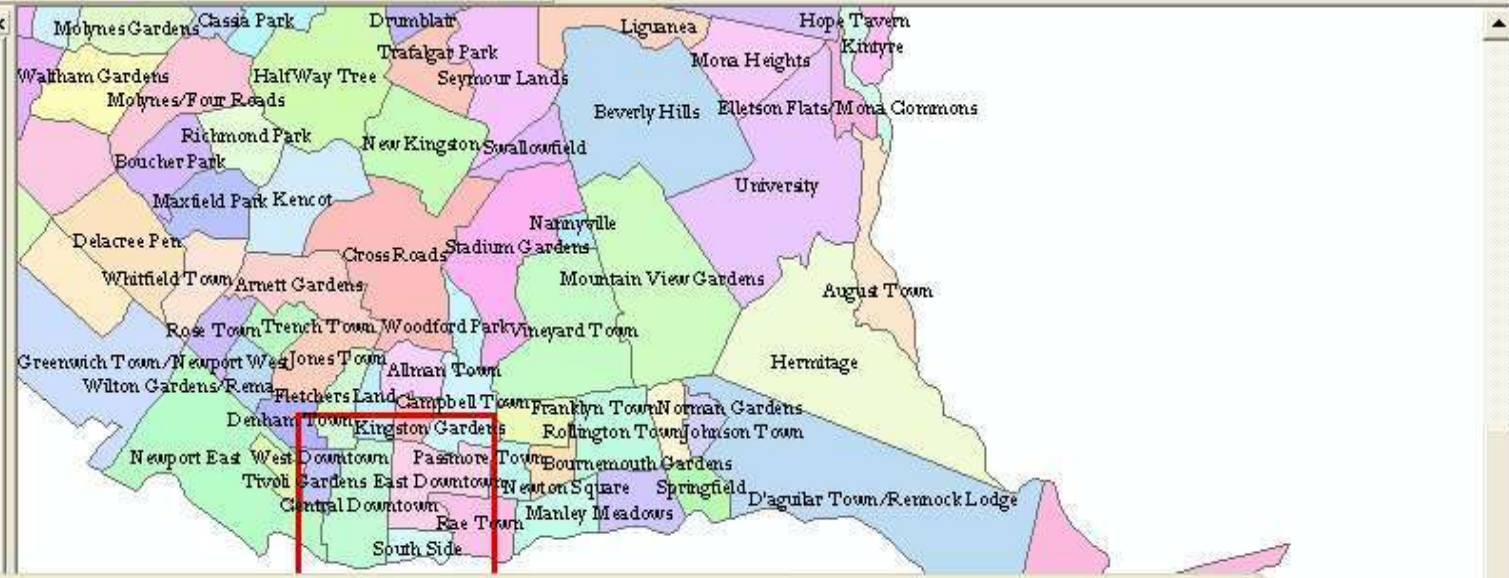 Cassia Park
Drumblair
Hope Tavern
Molynes Gardens
Liguanea
Kintyre
Trafalgar Park
Mona Heights
Waltham Gardens
HalfWay Tree
Seymour Lands
Molynes/Four Roads
Beverly Hills
Elletson Flats/Mona Commons
Richmond Park
New Kingston
Swallowfield
Boucher Park
University
Maxfield Park
Kencot
Nannyville
Delacree Pen
Cross Roads
Stadium Gardens
Whitfield Town
Arnett Gardens
Mountain View Gardens
August Town
Rose Town
Trench Town
Woodford Park
Vineyard Town
Greenwich Town/Newport West
Jones Town
Allman Town
Hermitage
Wilton Gardens/Rema
Fletchers Land
Campbell Town
Franklyn Town
Norman Gardens
Denham Town
Kingston Gardens
Rollington Town
Johnson Town
Newport East
West Downtown
Passmore Town
Bournemouth Gardens
Tivoli Gardens
East Downtown
Newton Square
Springfield
D'aguilar Town/Rennock Lodge
Central Downtown
Rae Town
Manley Meadows
South Side